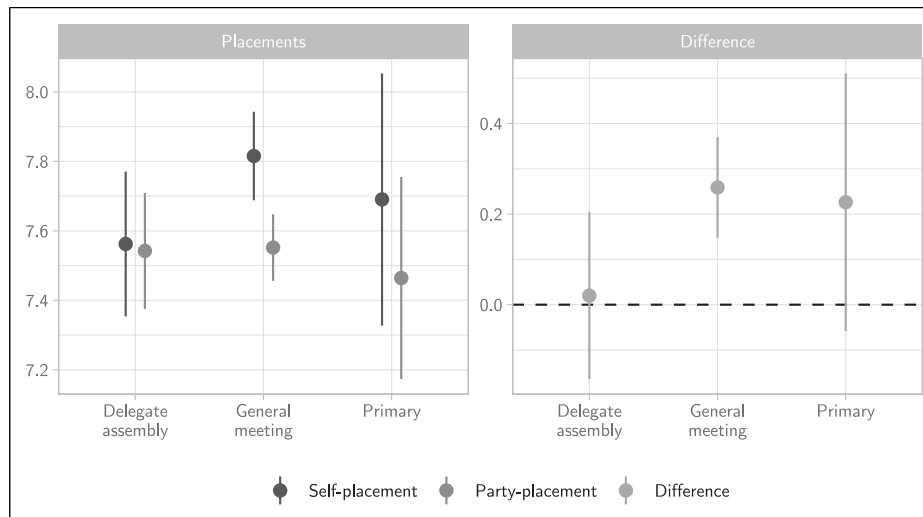 Placements
Difference
8.0
7.8
7.6
7.4
7.2
0.4
0.2
0.0
Delegate
assembly
General
meeting
Primary
Delegate
assembly
General
meeting
Primary
Self-placement
Party-placement
Difference